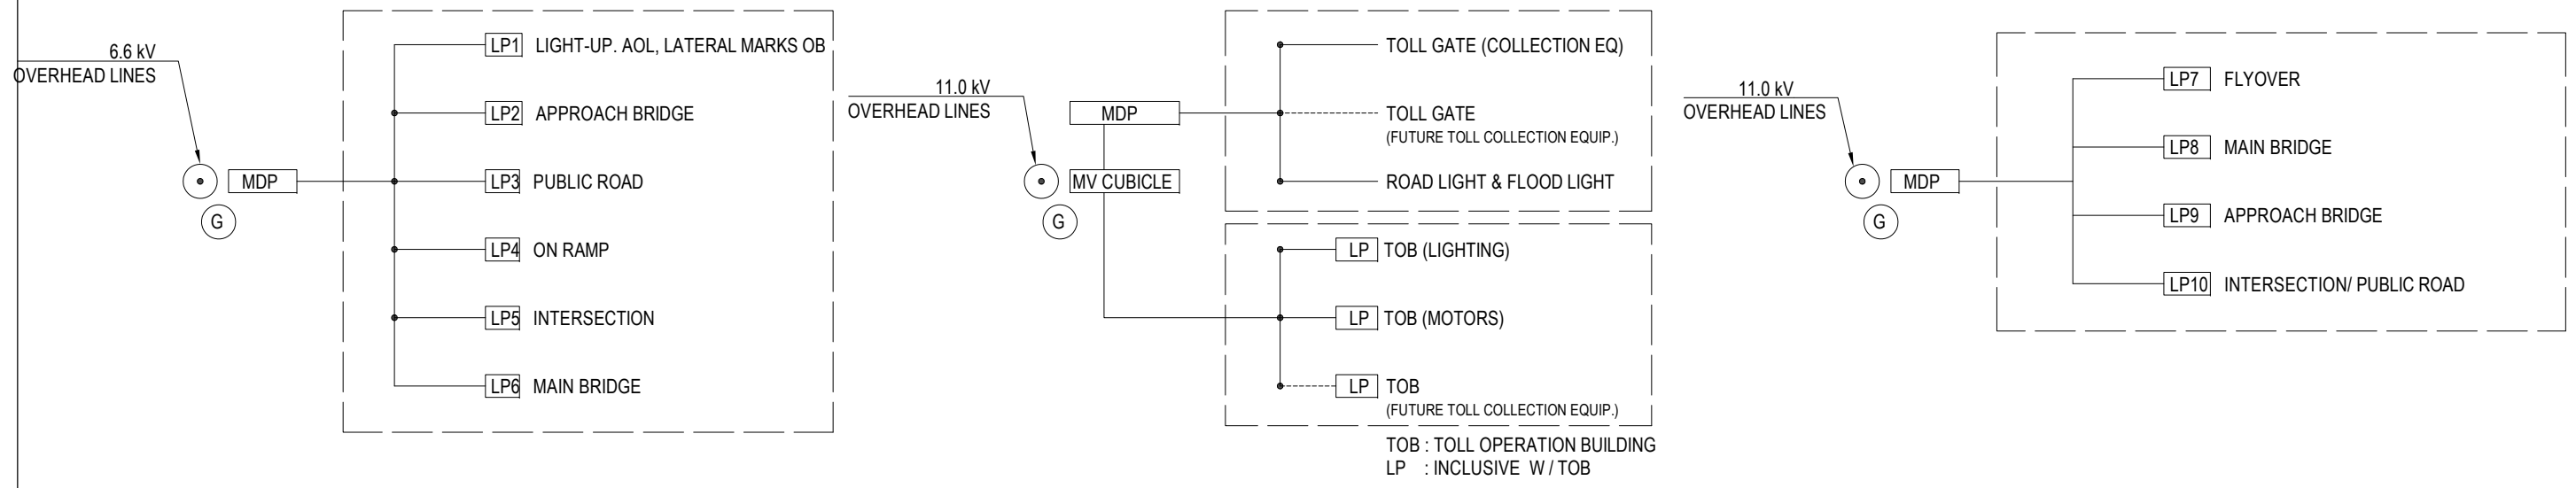 6.6 kV
OVERHEAD LINES
MDP
G
LP1 LIGHT-UP. AOL, LATERAL MARKS OB
LP2 APPROACH BRIDGE
LP3 PUBLIC ROAD
LP4 ON RAMP
LP5 INTERSECTION
LP6 MAIN BRIDGE
11.0 kV
OVERHEAD LINES
MDP
MV CUBICLE
G
TOLL GATE (COLLECTION EQ)
TOLL GATE
(FUTURE TOLL COLLECTION EQUIP.)
ROAD LIGHT & FLOOD LIGHT
LP TOB (LIGHTING)
LP TOB (MOTORS)
LP TOB
(FUTURE TOLL COLLECTION EQUIP.)
TOB : TOLL OPERATION BUILDING
LP : INCLUSIVE W / TOB
11.0 kV
OVERHEAD LINES
MDP
G
LP7 FLYOVER
LP8 MAIN BRIDGE
LP9 APPROACH BRIDGE
LP10 INTERSECTION/ PUBLIC ROAD